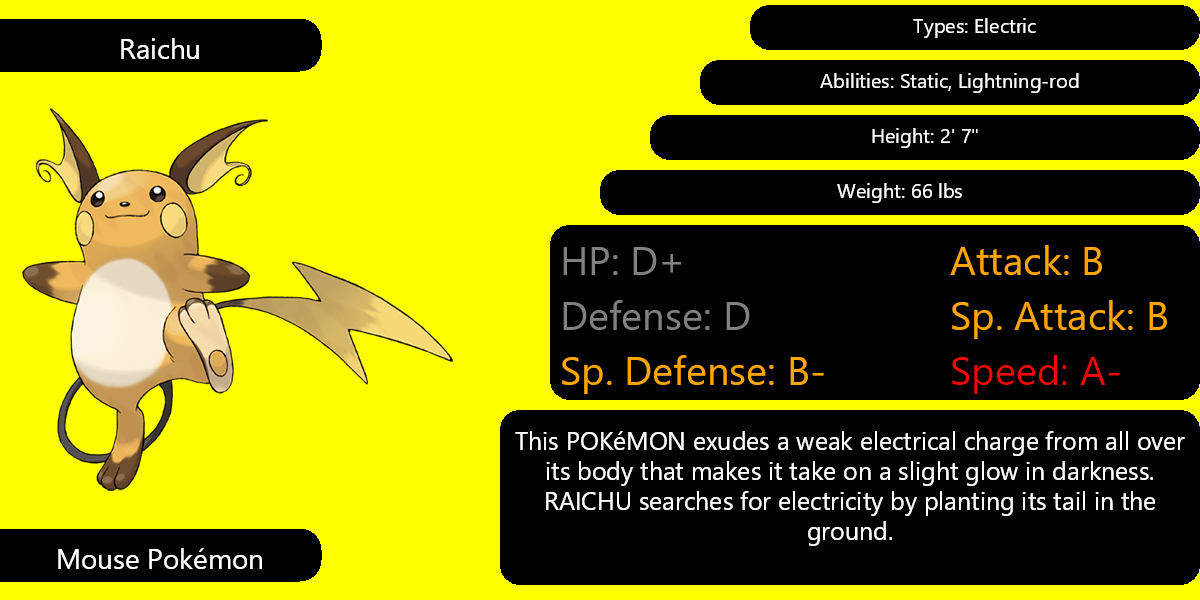 Raichu
Mouse Pokémon
Types: Electric
Abilities: Static, Lightning-rod
Height: 2' 7"
Weight: 66 lbs
HP: D+
Attack: B
Defense: D
Sp. Attack: B
Sp. Defense: B-
Speed: A-
This POKéMON exudes a weak electrical charge from all over
its body that makes it take on a slight glow in darkness.
RAICHU searches for electricity by planting its tail in the
ground.